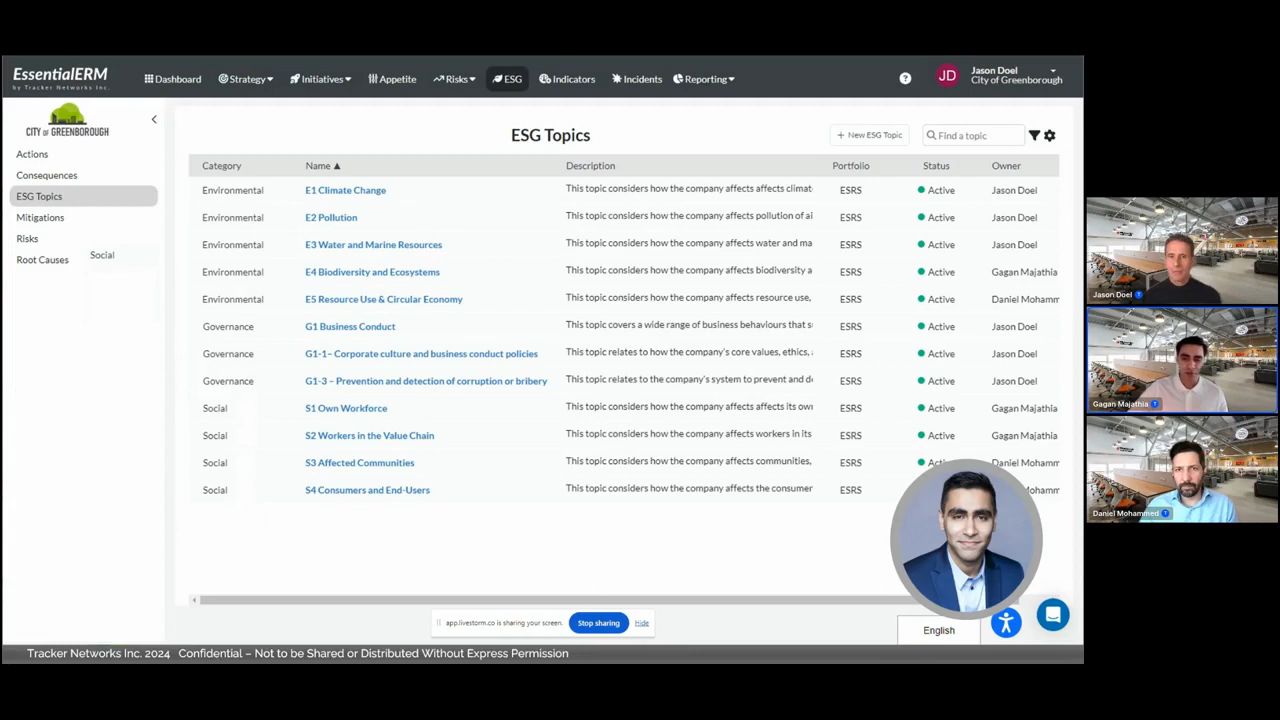 EssentialERM
by Tracker Networks Inc.
Dashboard Strategy Initiatives Appetite Risks ESG Indicators Incidents Reporting
? JD Jason Doel
City of Greenborough
CITY OF GREENBOROUGH
Actions
Consequences
ESG Topics
Mitigations
Risks
Root Causes
Social
ESG Topics
+ New ESG Topic
Find a topic
Category Name ▲ Description Portfolio Status Owner
Environmental E1 Climate Change This topic considers how the company affects affects climat ESRS Active Jason Doel
Environmental E2 Pollution This topic considers how the company affects pollution of ai ESRS Active Jason Doel
Environmental E3 Water and Marine Resources This topic considers how the company affects water and ma ESRS Active Jason Doel
Environmental E4 Biodiversity and Ecosystems This topic considers how the company affects biodiversity a ESRS Active Gagan Majathia
Environmental E5 Resource Use & Circular Economy This topic considers how the company affects resource use, ESRS Active Daniel Mohamm
Governance G1 Business Conduct This topic covers a wide range of business behaviours that s ESRS Active Jason Doel
Governance G1-1– Corporate culture and business conduct policies This topic relates to how the company's core values, ethics, ESRS Active Jason Doel
Governance G1-3 – Prevention and detection of corruption or bribery This topic relates to the company's system to prevent and d ESRS Active Jason Doel
Social S1 Own Workforce This topic considers how the company affects affects its ow ESRS Active Gagan Majathia
Social S2 Workers in the Value Chain This topic considers how the company affects workers in its ESRS Active Gagan Majathia
Social S3 Affected Communities This topic considers how the company affects communities, ESRS Active Daniel Mohamm
Social S4 Consumers and End-Users This topic considers how the company affects the consumer ESRS ohamm
app.livestorm.co is sharing your screen. Stop sharing Hide
English
Tracker Networks Inc. 2024 Confidential – Not to be Shared or Distributed Without Express Permission
Jason Doel
Gagan Majathia
Daniel Mohammed